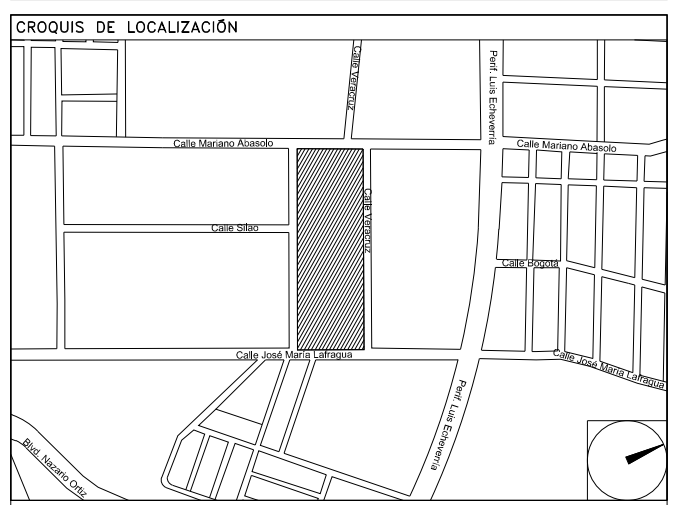 CROQUIS DE LOCALIZACIÓN
Calle Veracruz
Perif. Luis Echeverría
Calle Mariano Abasolo
Calle Mariano Abasolo
Calle Veracruz
Calle Silao
Calle Bogotá
Calle José María Lafragua
Calle José María Lafragua
Perif. Luis Echeverría
Blvd. Nazario Ortiz